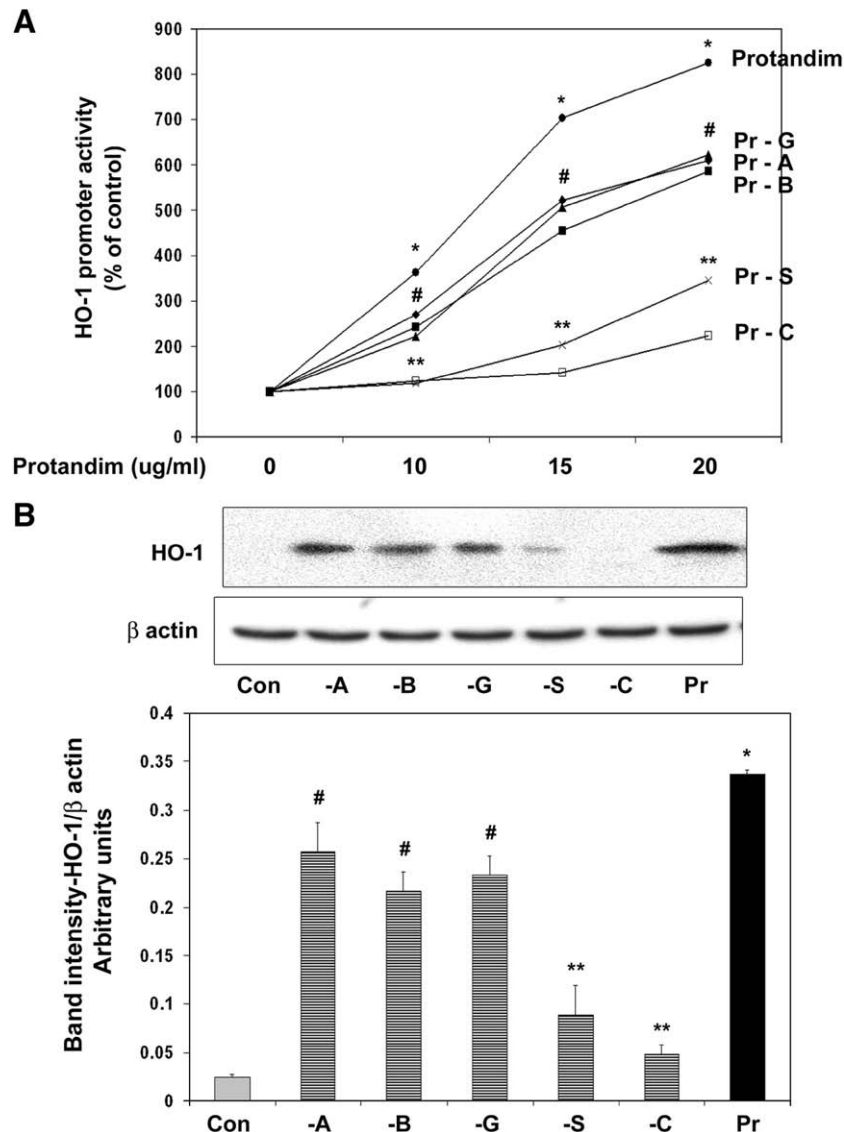 A
HO-1 promoter activity
(% of control)
900
800
700
600
500
400
300
200
100
0
* * *
# # #
** ** **
Protandim
Pr - G
Pr - A
Pr - B
Pr - S
Pr - C
Protandim (ug/ml) 0 10 15 20
B
HO-1
β actin
Con -A -B -G -S -C Pr
Band intensity-HO-1/β actin
Arbitrary units
0.4
0.35
0.3
0.25
0.2
0.15
0.1
0.05
0
# # # ** ** *
Con -A -B -G -S -C Pr